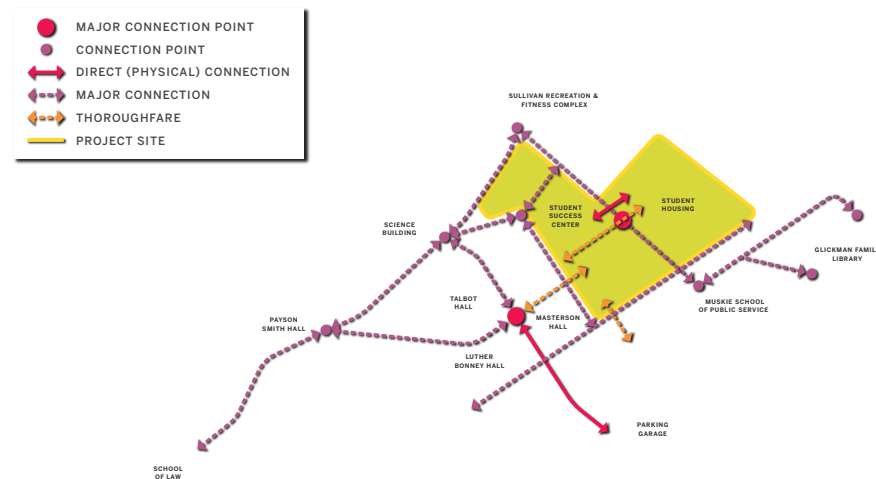 MAJOR CONNECTION POINT
CONNECTION POINT
DIRECT (PHYSICAL) CONNECTION
MAJOR CONNECTION
THOROUGHFARE
PROJECT SITE
SULLIVAN RECREATION &
FITNESS COMPLEX
STUDENT
HOUSING
STUDENT
SUCCESS
CENTER
SCIENCE
BUILDING
GLICKMAN FAMIL
LIBRARY
TALBOT
HALL
MUSKIE SCHOOL
OF PUBLIC SERVICE
PAYSON
SMITH HALL
MASTERSON
HALL
LUTHER
BONNEY HALL
PARKING
GARAGE
SCHOOL
OF LAW